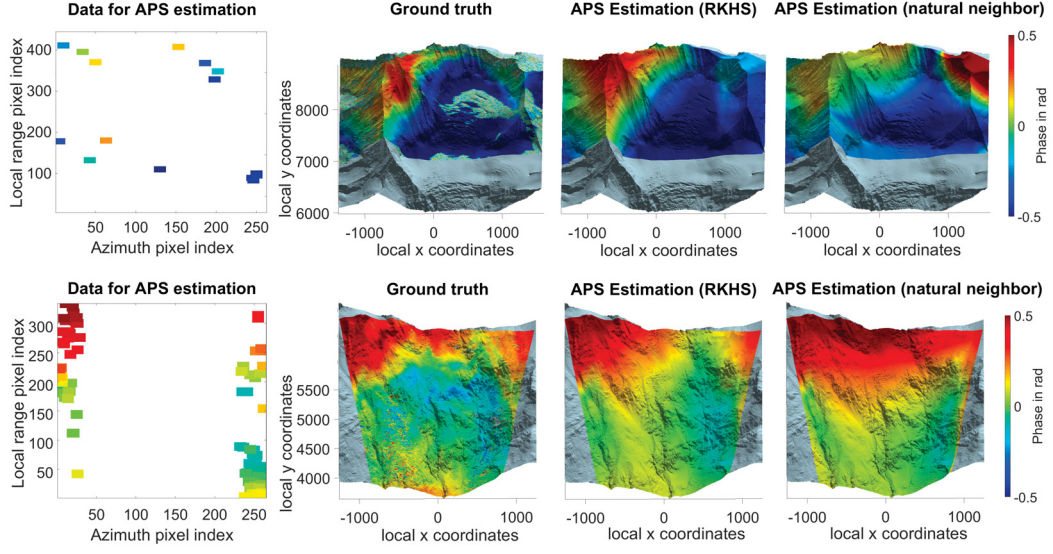 Data for APS estimation
Ground truth
APS Estimation (RKHS)
APS Estimation (natural neighbor)
400
300
200
100
Local range pixel index
50
100
150
200
250
Azimuth pixel index
8000
7000
6000
local y coordinates
-1000
0
1000
local x coordinates
-1000
0
1000
local x coordinates
-1000
0
1000
local x coordinates
0.5
0
-0.5
Phase in rad
Data for APS estimation
Ground truth
APS Estimation (RKHS)
APS Estimation (natural neighbor)
300
250
200
150
100
50
Local range pixel index
50
100
150
200
250
Azimuth pixel index
5500
5000
4500
4000
local y coordinates
-1000
0
1000
local x coordinates
-1000
0
1000
local x coordinates
-1000
0
1000
local x coordinates
0.5
0
-0.5
Phase in rad